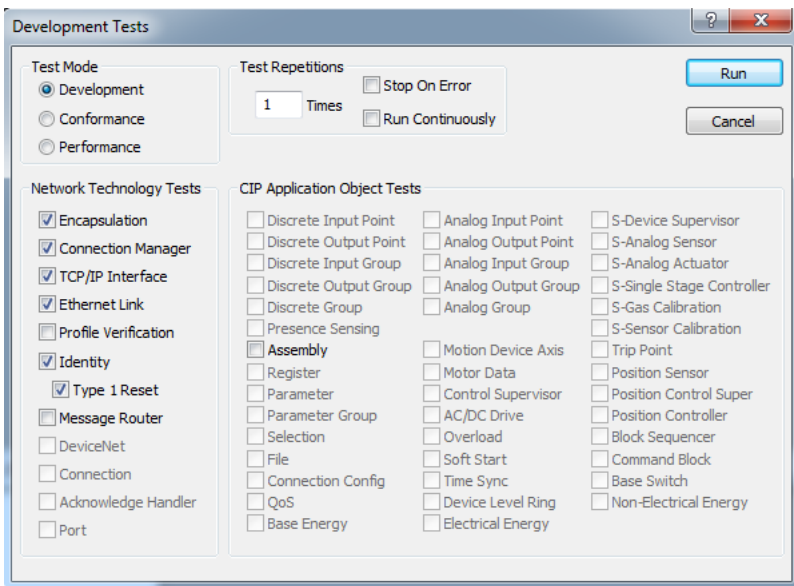 Development Tests
?
X
Test Mode
Development
Conformance
Performance
Test Repetitions
1 Times
Stop On Error
Run Continuously
Run
Cancel
Network Technology Tests
Encapsulation
Connection Manager
TCP/IP Interface
Ethernet Link
Profile Verification
Identity
Type 1 Reset
Message Router
DeviceNet
Connection
Acknowledge Handler
Port
CIP Application Object Tests
Discrete Input Point
Discrete Output Point
Discrete Input Group
Discrete Output Group
Discrete Group
Presence Sensing
Assembly
Register
Parameter
Parameter Group
Selection
File
Connection Config
QoS
Base Energy
Analog Input Point
Analog Output Point
Analog Input Group
Analog Output Group
Analog Group
Motion Device Axis
Motor Data
Control Supervisor
AC/DC Drive
Overload
Soft Start
Time Sync
Device Level Ring
Electrical Energy
S-Device Supervisor
S-Analog Sensor
S-Analog Actuator
S-Single Stage Controller
S-Gas Calibration
S-Sensor Calibration
Trip Point
Position Sensor
Position Control Super
Position Controller
Block Sequencer
Command Block
Base Switch
Non-Electrical Energy